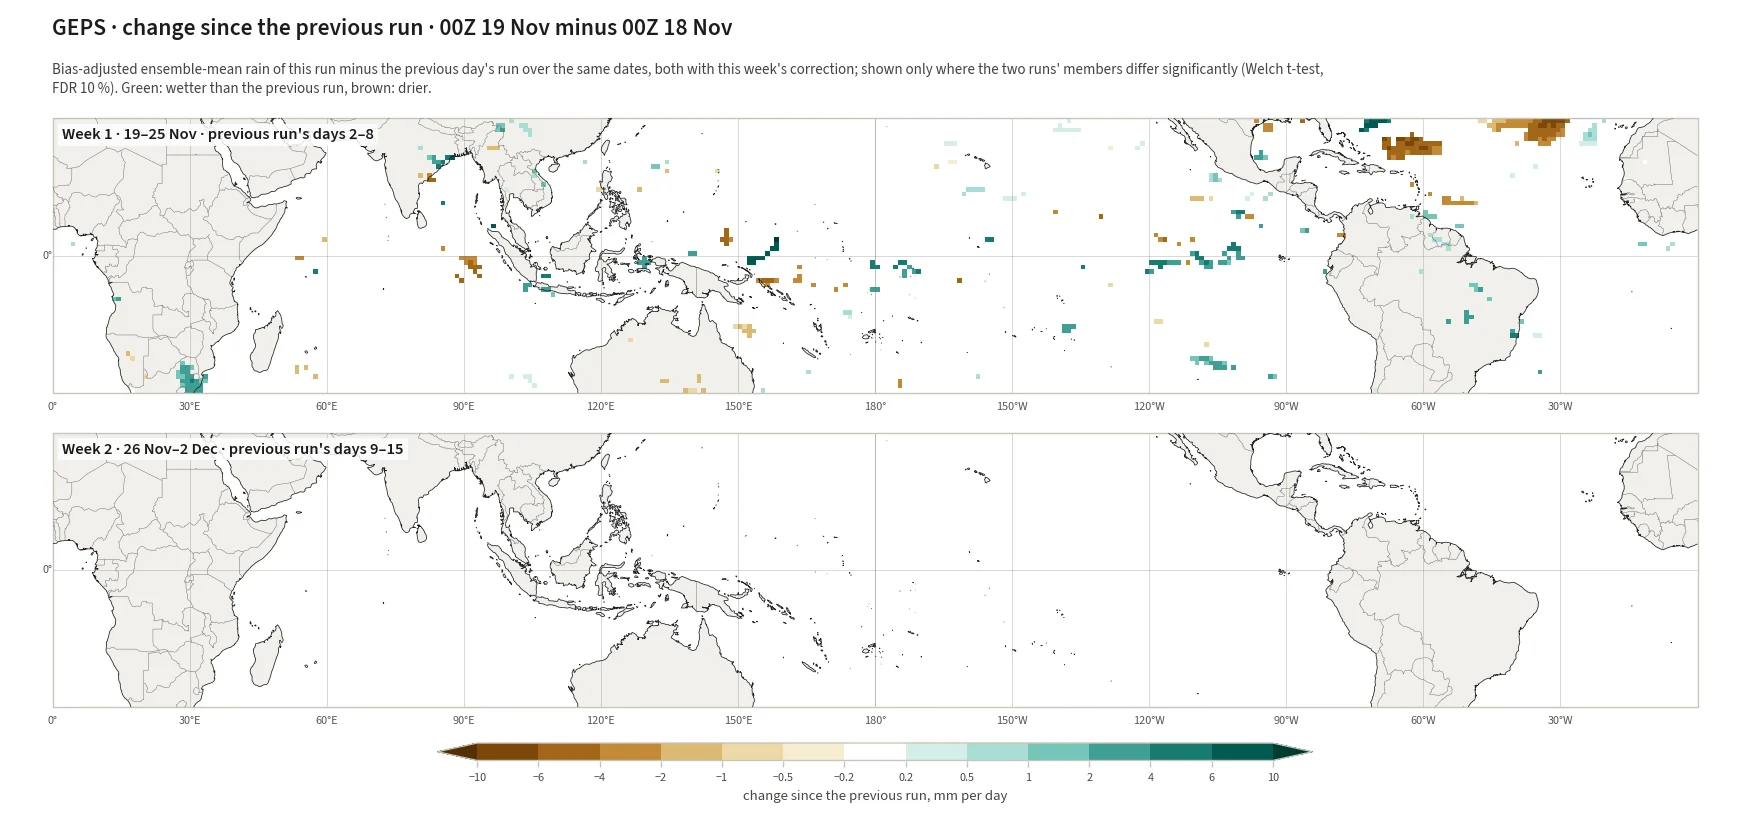 GEPS · change since the previous run · 00Z 19 Nov minus 00Z 18 Nov
Bias-adjusted ensemble-mean rain of this run minus the previous day's run over the same dates, both with this week's correction; shown only where the two runs' members differ significantly (Welch t-test,
FDR 10 %). Green: wetter than the previous run, brown: drier.
Week 1 · 19–25 Nov · previous run's days 2–8
0°
0° 30°E 60°E 90°E 120°E 150°E 180° 150°W 120°W 90°W 60°W 30°W
Week 2 · 26 Nov–2 Dec · previous run's days 9–15
0°
0° 30°E 60°E 90°E 120°E 150°E 180° 150°W 120°W 90°W 60°W 30°W
−10 −6 −4 −2 −1 −0.5 −0.2 0.2 0.5 1 2 4 6 10
change since the previous run, mm per day